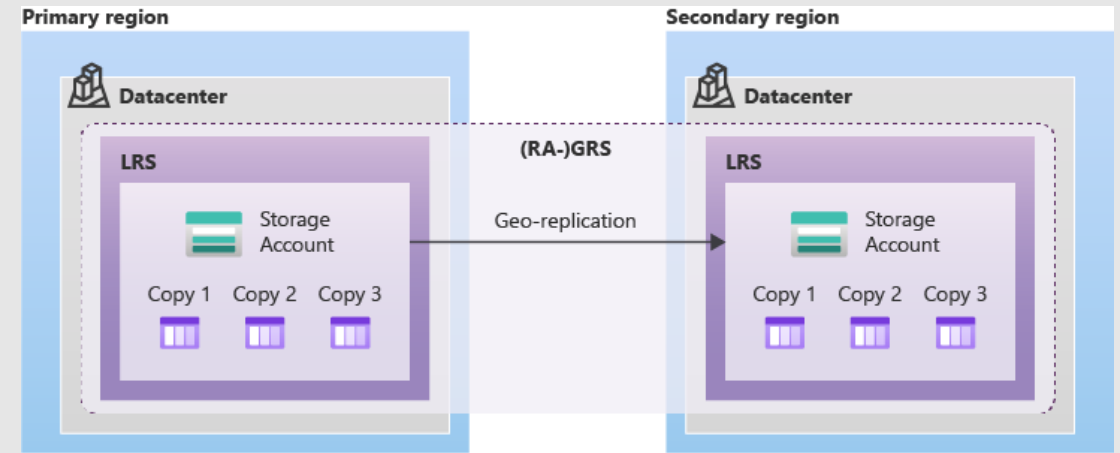 Primary region
Secondary region
Datacenter
Datacenter
(RA-)GRS
LRS
LRS
Storage
Account
Geo-replication
Storage
Account
Copy 1 Copy 2 Copy 3
Copy 1 Copy 2 Copy 3